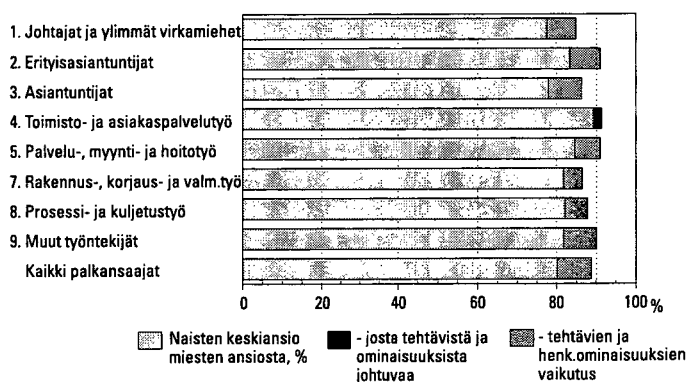 1. Johtajat ja ylimmät virkamiehet
2. Erityisasiantuntijat
3. Asiantuntijat
4. Toimisto- ja asiakaspalvelutyö
5. Palvelu-, myynti- ja hoitotyö
7. Rakennus-, korjaus- ja valm.työ
8. Prosessi- ja kuljetustyö
9. Muut työntekijät
Kaikki palkansaajat
0 20 40 60 80 100 %
Naisten keskiansio
miesten ansiosta, %
- josta tehtävistä ja
ominaisuuksista
johtuvaa
- tehtävien ja
henk.ominaisuuksien
vaikutus